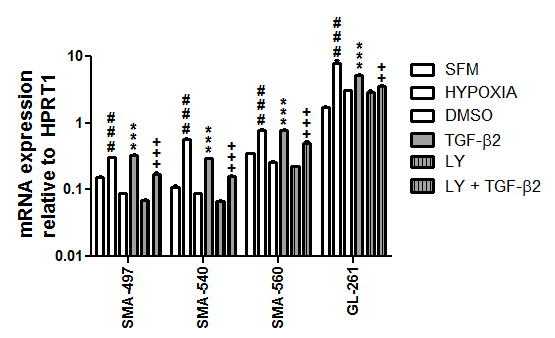 mRNA expression
relative to HPRT1
10
1
0.1
0.01
###
***
+++
###
***
+++
###
***
+++
###
***
++
SMA-497
SMA-540
SMA-560
GL-261
SFM
HYPOXIA
DMSO
TGF-β2
LY
LY + TGF-β2